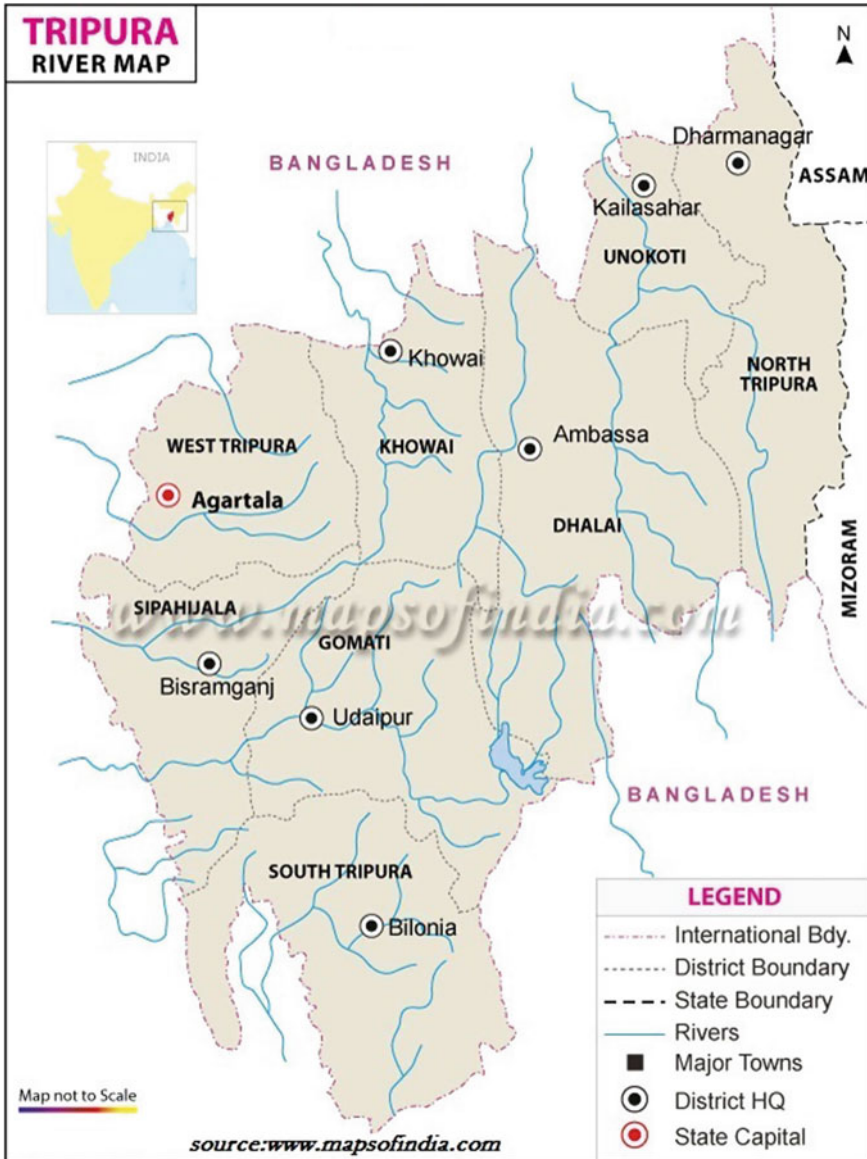 TRIPURA
RIVER MAP
N
INDIA
BANGLADESH
Dharmanagar
ASSAM
Kailasahar
UNOKOTI
Khowai
NORTH
TRIPURA
WEST TRIPURA
KHOWAI
Ambassa
Agartala
DHALAI
MIZORAM
SIPAHIJALA
www.mapsofindia.com
GOMATI
Bisramganj
Udaipur
BANGLADESH
SOUTH TRIPURA
Bilonia
LEGEND
International Bdy.
District Boundary
State Boundary
Rivers
Major Towns
District HQ
State Capital
Map not to Scale
source:www.mapsofindia.com